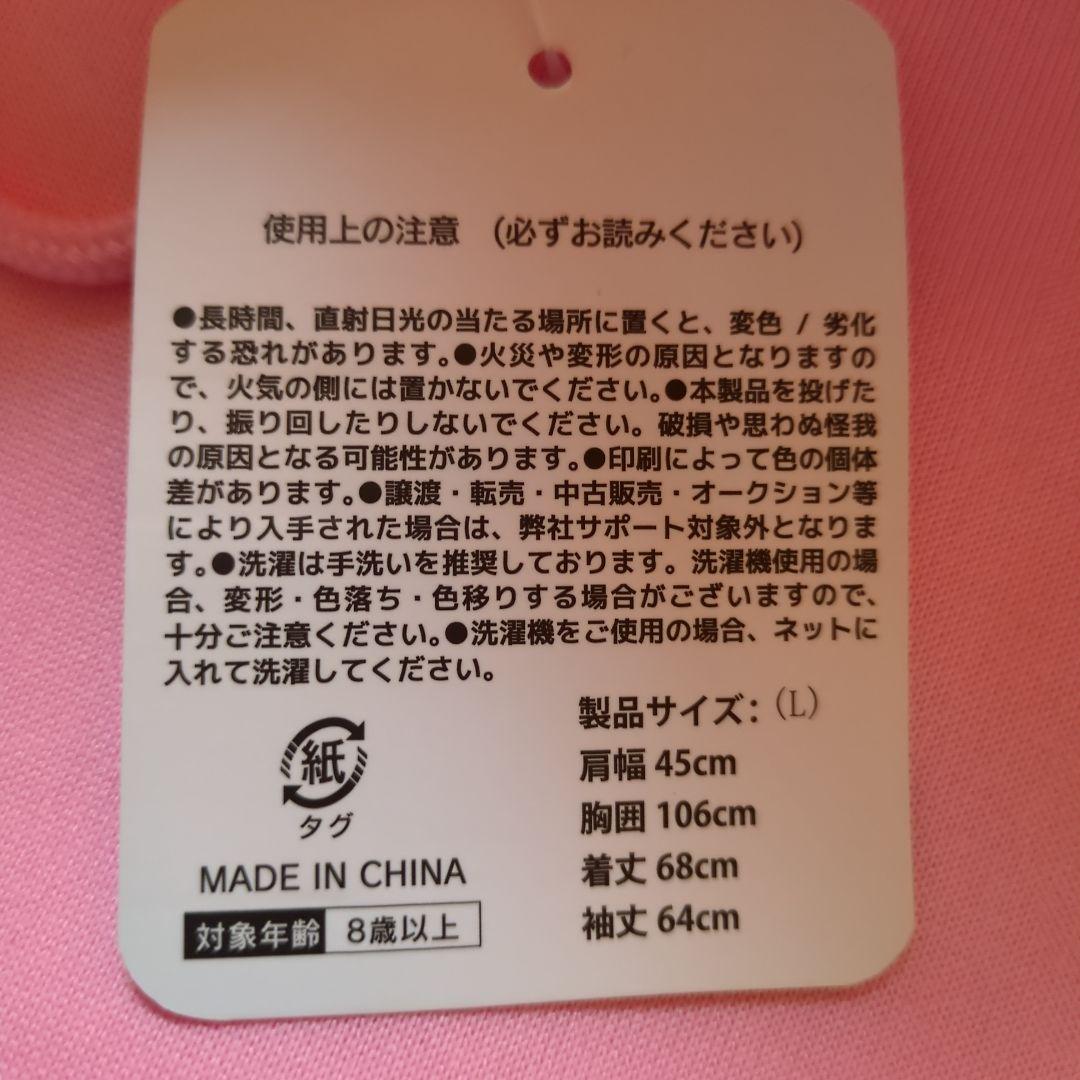 使用上の注意 (必ずお読みください)
●長時間、直射日光の当たる場所に置くと、変色 / 劣化
する恐れがあります。●火災や変形の原因となりますの
で、火気の側には置かないでください。●本製品を投げた
り、振り回したりしないでください。破損や思わぬ怪我
の原因となる可能性があります。●印刷によって色の個体
差があります。●譲渡・転売・中古販売・オークション等
により入手された場合は、弊社サポート対象外となりま
す。●洗濯は手洗いを推奨しております。洗濯機使用の場
合、変形・色落ち・色移りする場合がございますので、
十分ご注意ください。●洗濯機をご使用の場合、ネットに
入れて洗濯してください。
製品サイズ：(L)
肩幅 45cm
胸囲 106cm
着丈 68cm
袖丈 64cm
紙
タグ
MADE IN CHINA
対象年齢 8歳以上